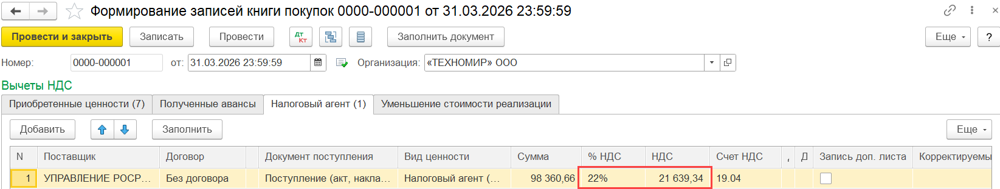 Формирование записей книги покупок 0000-000001 от 31.03.2026 23:59:59
Провести и закрыть Записать Провести Дт Кт Заполнить документ Еще ?
Номер: 0000-000001 от: 31.03.2026 23:59:59 Организация: «ТЕХНОМИР» ООО
Вычеты НДС
Приобретенные ценности (7) Полученные авансы Налоговый агент (1) Уменьшение стоимости реализации
Добавить Заполнить Еще
N Поставщик Договор Документ поступления Вид ценности Сумма % НДС НДС Счет НДС Д Запись доп. листа Корректируемы
1 УПРАВЛЕНИЕ РОСР... Без договора Поступление (акт, накла... Налоговый агент (... 98 360,66 22% 21 639,34 19.04